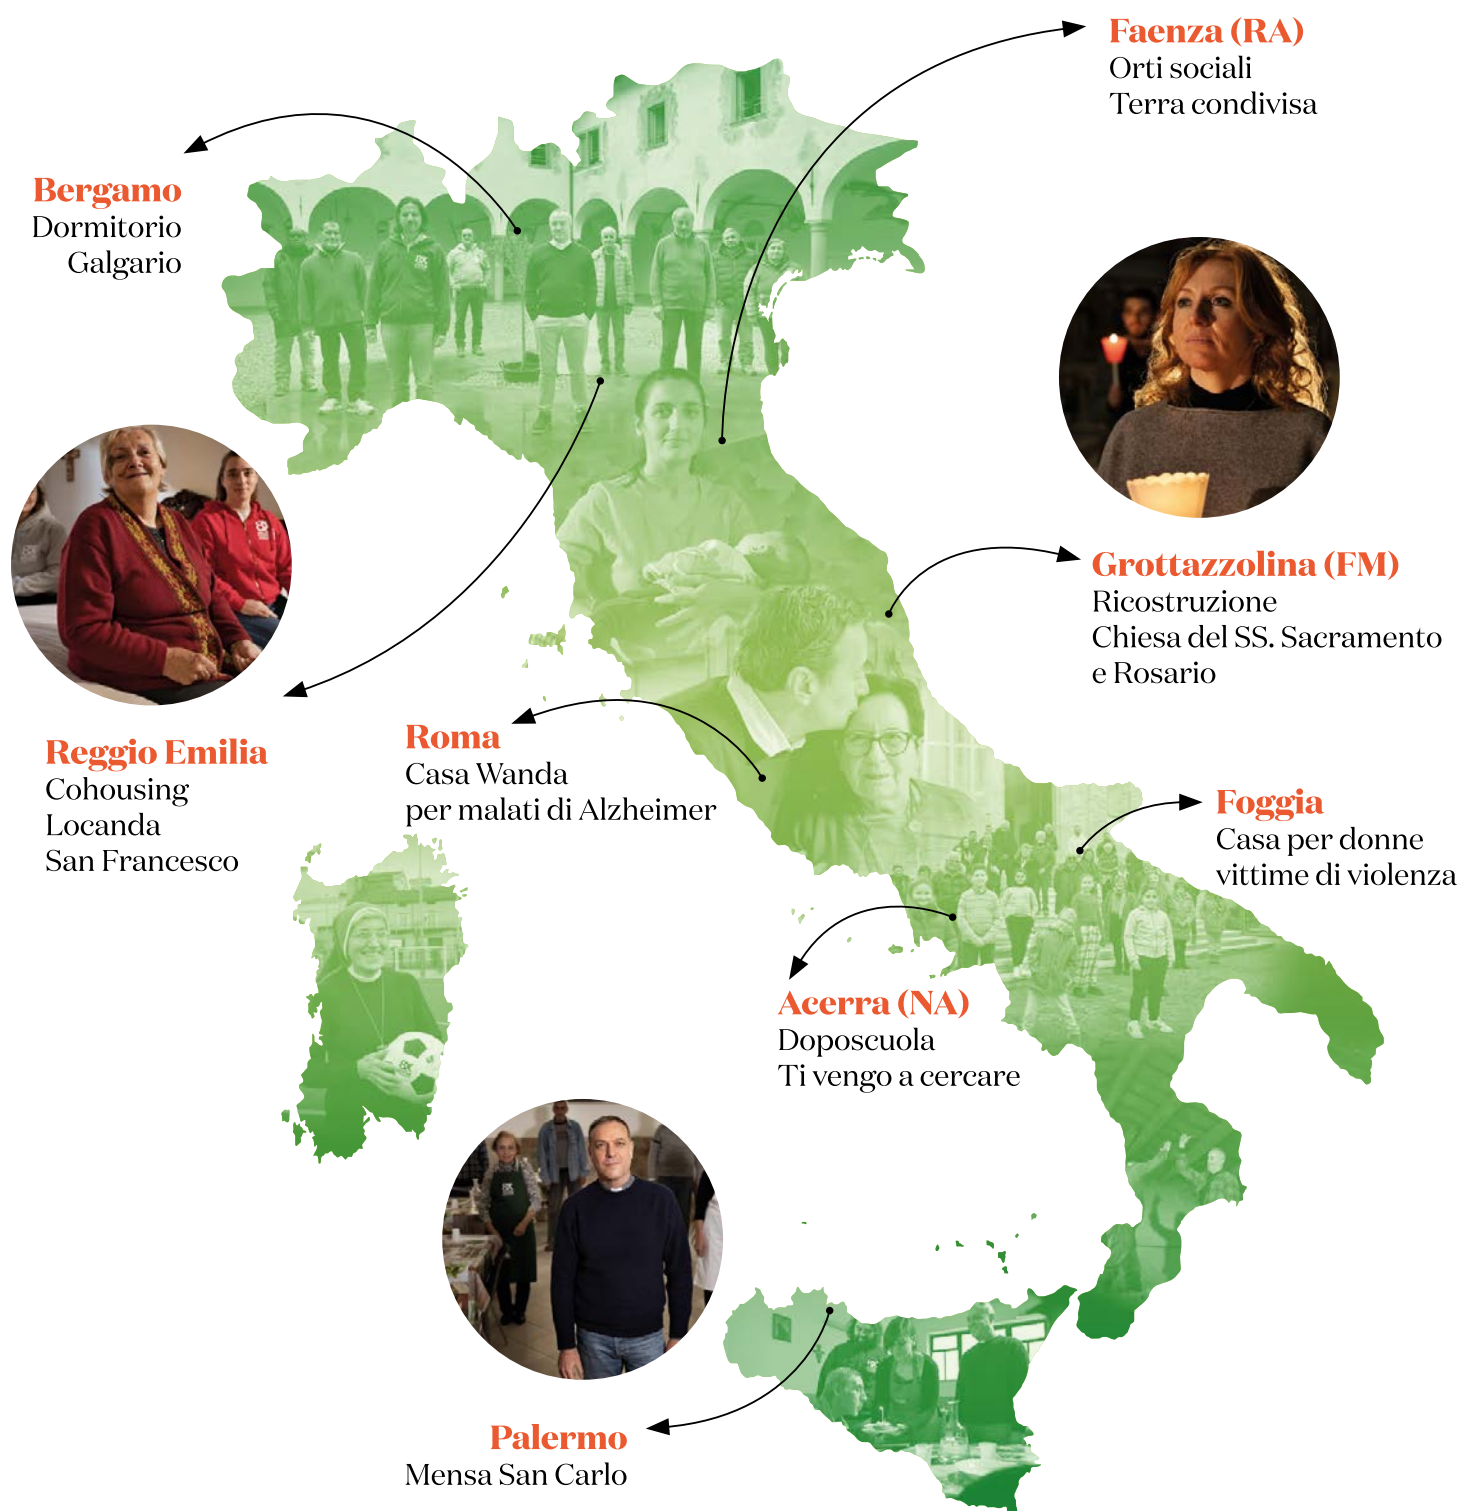 Faenza (RA)
Orti sociali
Terra condivisa
Bergamo
Dormitorio
Galgario
Grottazzolina (FM)
Ricostruzione
Chiesa del SS. Sacramento
e Rosario
Reggio Emilia
Cohousing
Locanda
San Francesco
Roma
Casa Wanda
per malati di Alzheimer
Foggia
Casa per donne
vittime di violenza
Acerra (NA)
Doposcuola
Ti vengo a cercare
Palermo
Mensa San Carlo